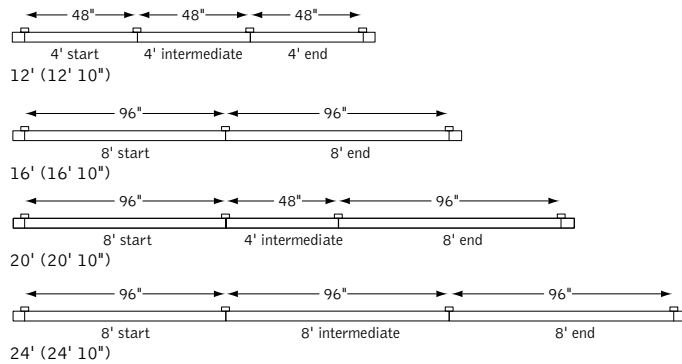 48" 48" 48"
4' start 4' intermediate 4' end
12' (12' 10")
96" 96"
8' start 8' end
16' (16' 10")
96" 48" 96"
8' start 4' intermediate 8' end
20' (20' 10")
96" 96" 96"
8' start 8' intermediate 8' end
24' (24' 10")